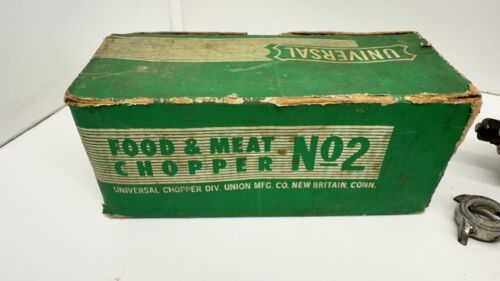 UNIVERSAL
FOOD & MEAT
CHOPPER No2
UNIVERSAL CHOPPER DIV. UNION MFG. CO. NEW BRITAIN, CONN.